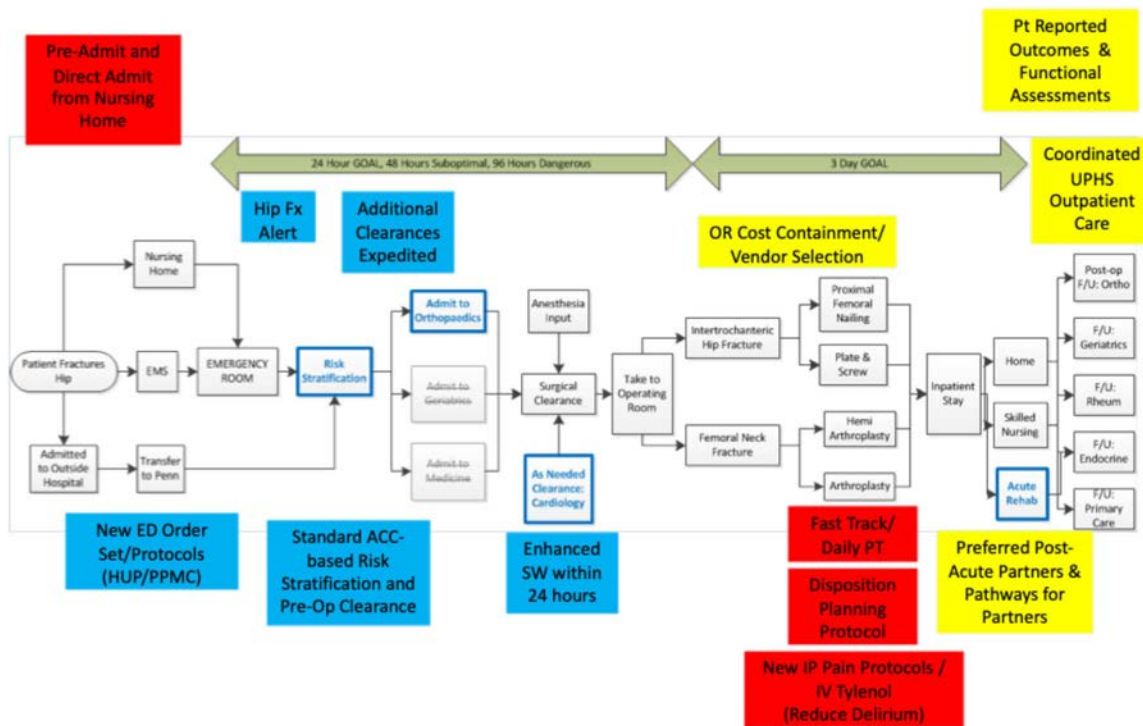 Pre-Admit and
Direct Admit
from Nursing
Home
Pt Reported
Outcomes &
Functional
Assessments
24 Hour GOAL, 48 Hours Suboptimal, 96 Hours Dangerous
3 Day GOAL
Coordinated
UPHS
Outpatient
Care
Hip Fx
Alert
Additional
Clearances
Expedited
OR Cost Containment/
Vendor Selection
Nursing
Home
Patient Fractures
Hip
EMS
EMERGENCY
ROOM
Admitted
to Outside
Hospital
Transfer
to Penn
Risk
Stratification
Admit to
Orthopaedics
Admit to
Geriatrics
Admit to
Medicine
Anesthesia
Input
Surgical
Clearance
As Needed
Clearance:
Cardiology
Take to
Operating
Room
Intertrochanteric
Hip Fracture
Femoral Neck
Fracture
Proximal
Femoral
Nailing
Plate &
Screw
Hemi
Arthroplasty
Arthroplasty
Inpatient
Stay
Home
Skilled
Nursing
Acute
Rehab
Post-op
F/U: Ortho
F/U:
Geriatrics
F/U:
Rheum
F/U:
Endocrine
F/U:
Primary
Care
New ED Order
Set/Protocols
(HUP/PPMC)
Standard ACC-
based Risk
Stratification and
Pre-Op Clearance
Enhanced
SW within
24 hours
Fast Track/
Daily PT
Disposition
Planning
Protocol
New IP Pain Protocols /
IV Tylenol
(Reduce Delirium)
Preferred Post-
Acute Partners &
Pathways for
Partners